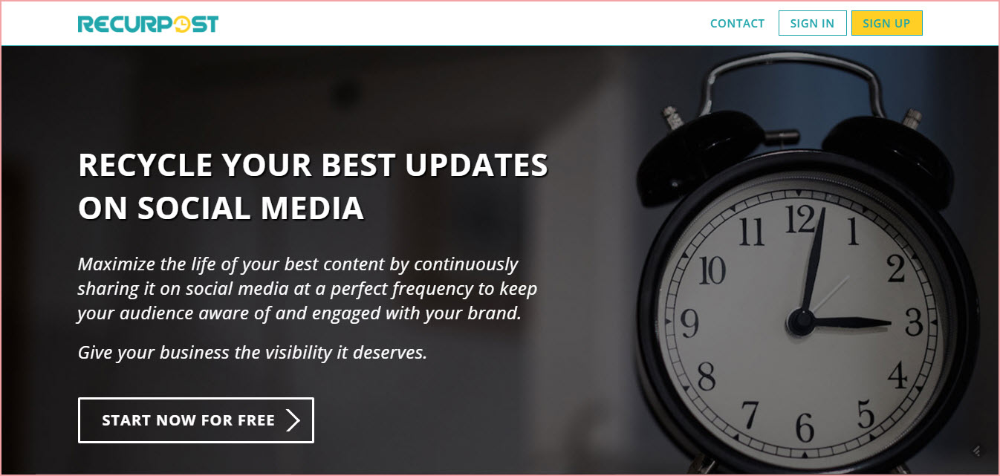 RECURPOST
CONTACT
SIGN IN
SIGN UP
RECYCLE YOUR BEST UPDATES
ON SOCIAL MEDIA
Maximize the life of your best content by continuously
sharing it on social media at a perfect frequency to keep
your audience aware of and engaged with your brand.
Give your business the visibility it deserves.
START NOW FOR FREE
12
1
2
3
4
5
6
7
8
9
10
11